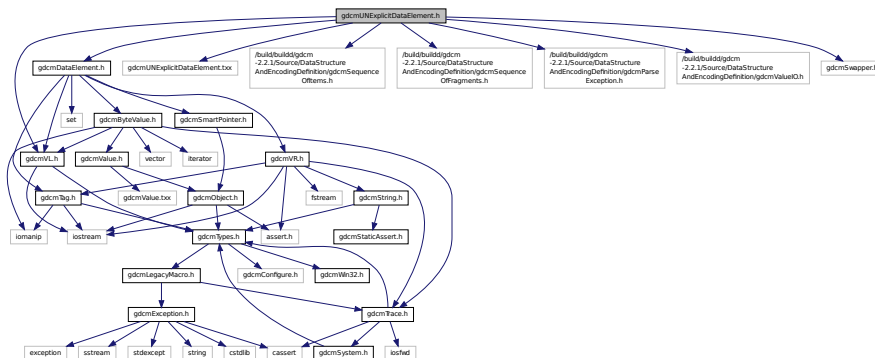 gdcmUNExplicitDataElement.h
gdcmDataElement.h
gdcmUNExplicitDataElement.txx
/build/buildd/gdcm
-2.2.1/Source/DataStructure
AndEncodingDefinition/gdcmSequence
OfItems.h
/build/buildd/gdcm
-2.2.1/Source/DataStructure
AndEncodingDefinition/gdcmSequence
OfFragments.h
/build/buildd/gdcm
-2.2.1/Source/DataStructure
AndEncodingDefinition/gdcmParse
Exception.h
/build/buildd/gdcm
-2.2.1/Source/DataStructure
AndEncodingDefinition/gdcmValueIO.h
gdcmSwapper.h
set
gdcmByteValue.h
gdcmSmartPointer.h
gdcmVL.h
gdcmValue.h
vector
iterator
gdcmVR.h
gdcmTag.h
gdcmValue.txx
gdcmObject.h
fstream
gdcmString.h
iomanip
iostream
gdcmTypes.h
assert.h
gdcmStaticAssert.h
gdcmLegacyMacro.h
gdcmConfigure.h
gdcmWin32.h
gdcmException.h
gdcmTrace.h
exception
sstream
stdexcept
string
cstdlib
cassert
gdcmSystem.h
iosfwd